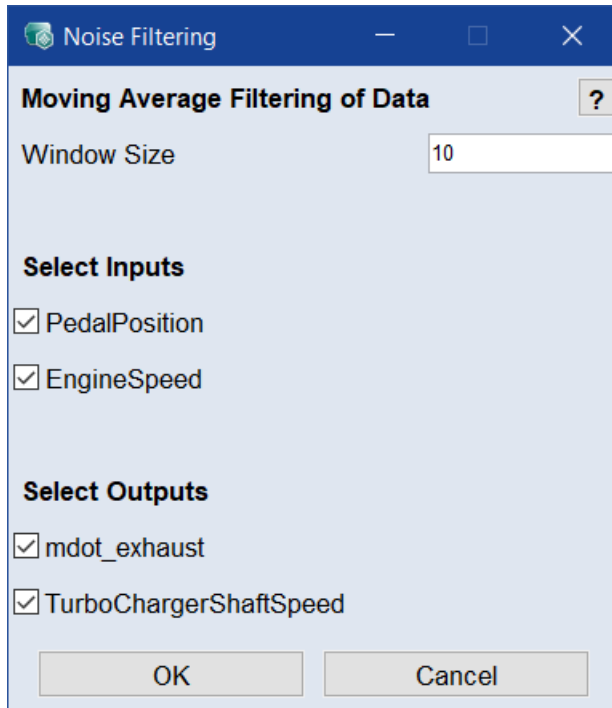 Noise Filtering
Moving Average Filtering of Data ?
Window Size 10
Select Inputs
PedalPosition
EngineSpeed
Select Outputs
mdot_exhaust
TurboChargerShaftSpeed
OK Cancel